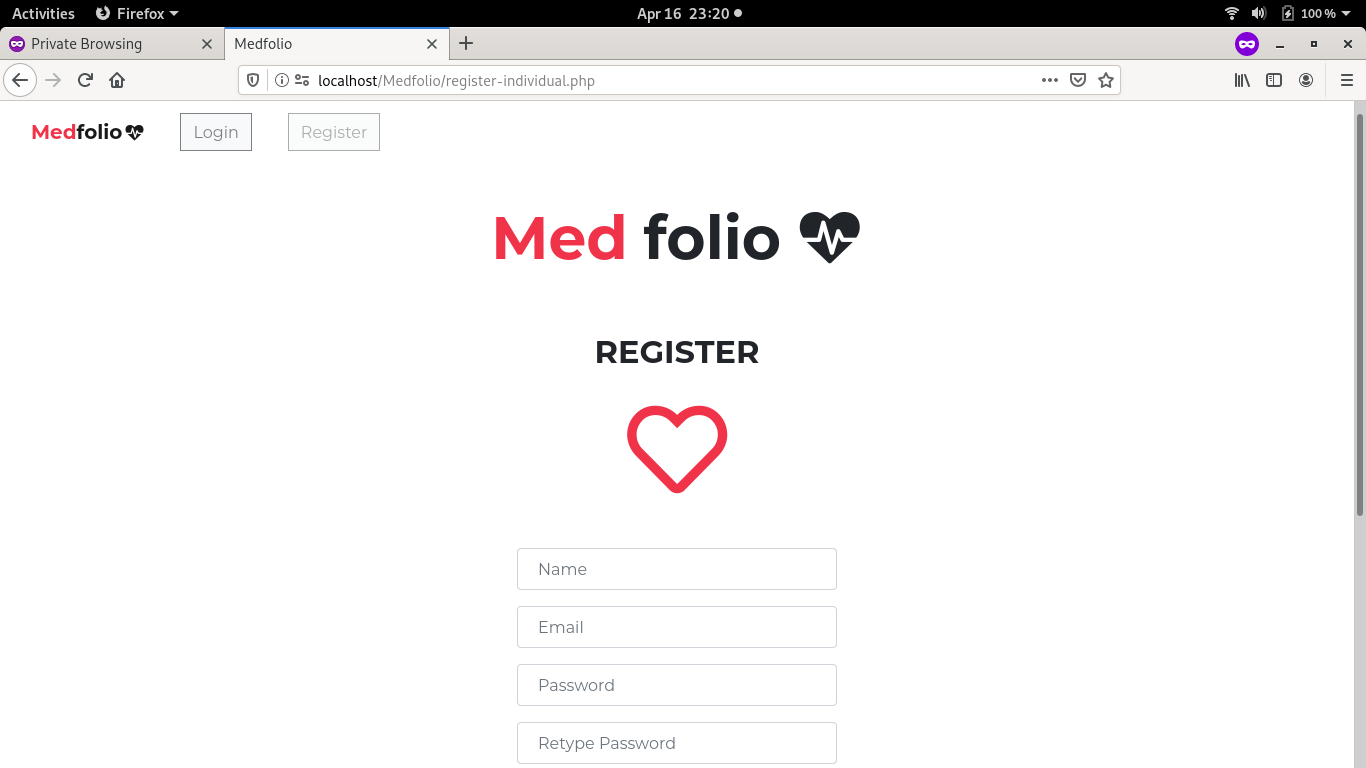 Activities Firefox Apr 16 23:20 100 %
Private Browsing Medfolio
localhost/Medfolio/register-individual.php
Medfolio Login Register
Med folio
REGISTER
Name
Email
Password
Retype Password